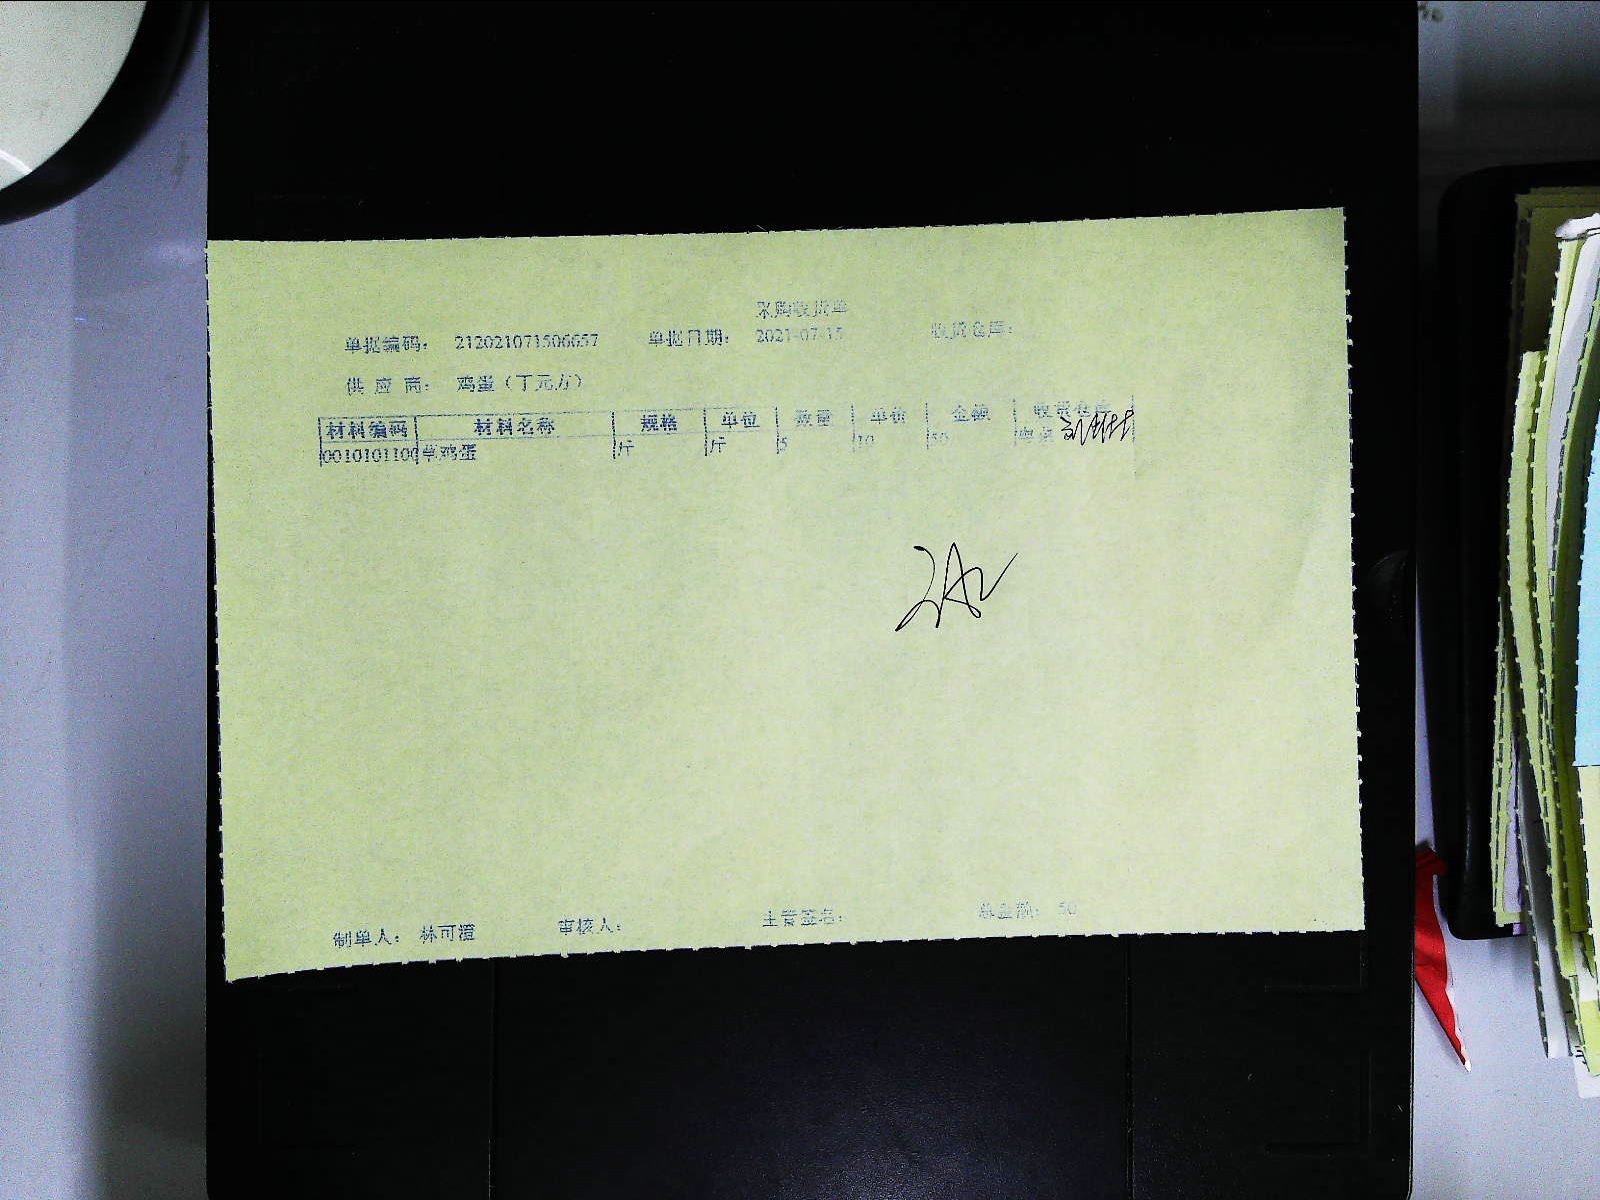 采购收货单
单据编码： 212021071506657 单据日期： 2021-07-15 收货仓库：
供 应 商： 鸡蛋（丁元方）
材料编码 材料名称 规格 单位 数量 单价 金额 收货仓库
0010101100 草鸡蛋 斤 斤 5 10 50
制单人： 林可澄 审核人： 主管签名： 总金额： 50